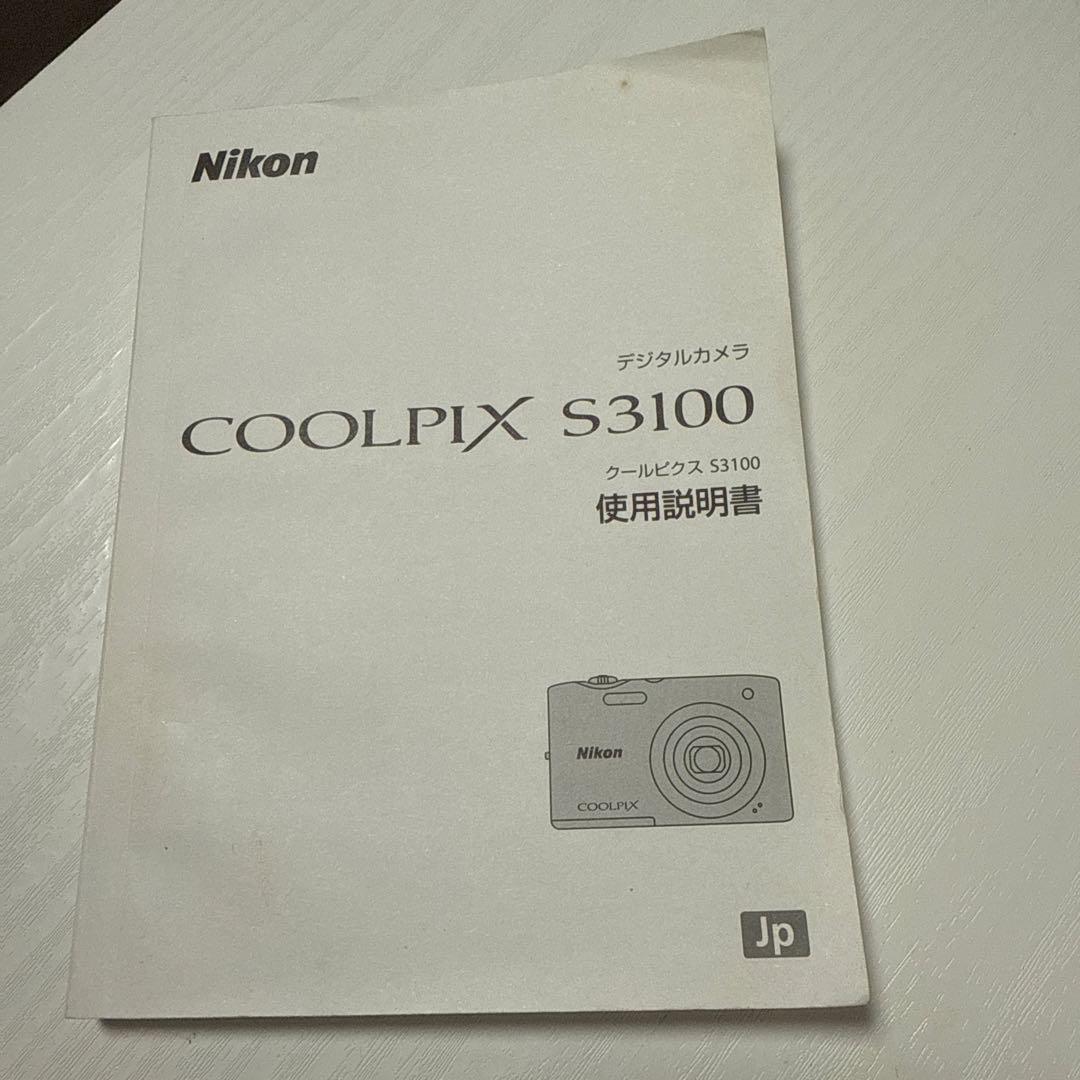 Nikon
デジタルカメラ
COOLPIX S3100
クールピクス S3100
使用説明書
Nikon
COOLPIX
Jp